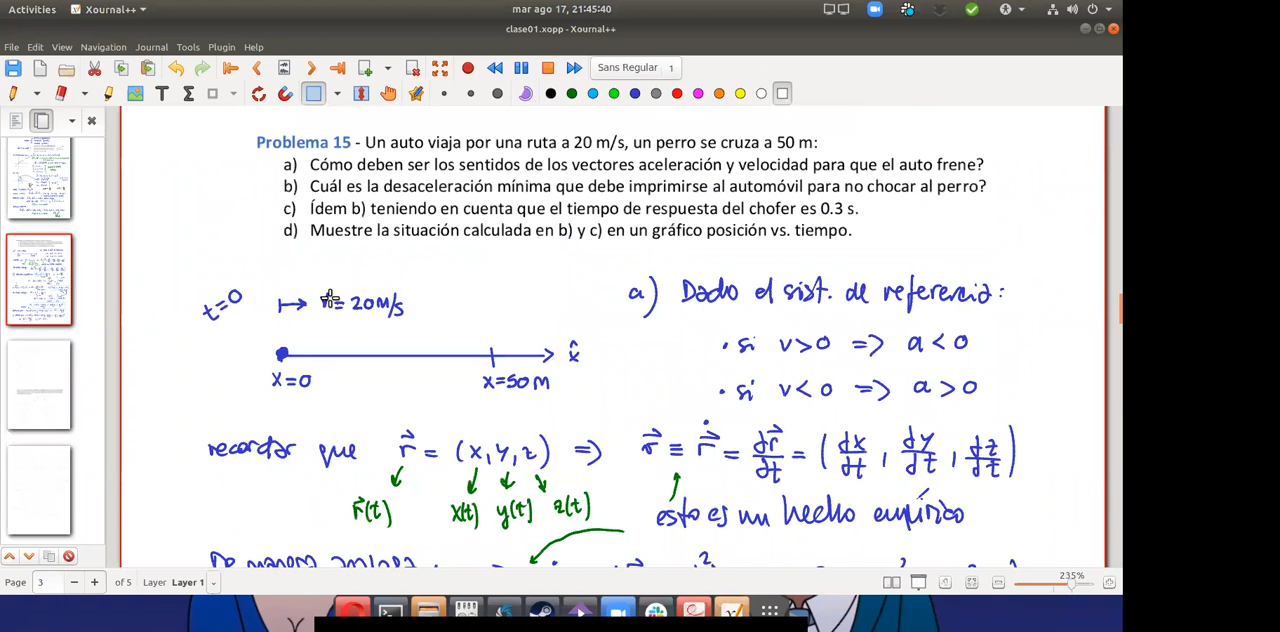 Activities
Xournal++
mar ago 17, 21:45:40
clase01.xopp - Xournal++
File Edit View Navigation Journal Tools Plugin Help
Sans Regular 1
Problema 15 - Un auto viaja por una ruta a 20 m/s, un perro se cruza a 50 m:
a) Cómo deben ser los sentidos de los vectores aceleración y velocidad para que el auto frene?
b) Cuál es la desaceleración mínima que debe imprimirse al automóvil para no chocar al perro?
c) Ídem b) teniendo en cuenta que el tiempo de respuesta del chofer es 0.3 s.
d) Muestre la situación calculada en b) y c) en un gráfico posición vs. tiempo.
t=0
= 20 M/s
x̂
x=0
x=50 M
a) Dado el sist. de referencia:
· si v>0 => a<0
· si v<0 => a>0
recordar que r⃗ = (x, y, z) => v⃗ ≡ ṙ⃗ = dr⃗/dt = (dx/dt, dy/dt, dz/dt)
r⃗(t) x(t) y(t) z(t)
esto es un hecho empírico
Page 3 of 5 Layer Layer 1
235%